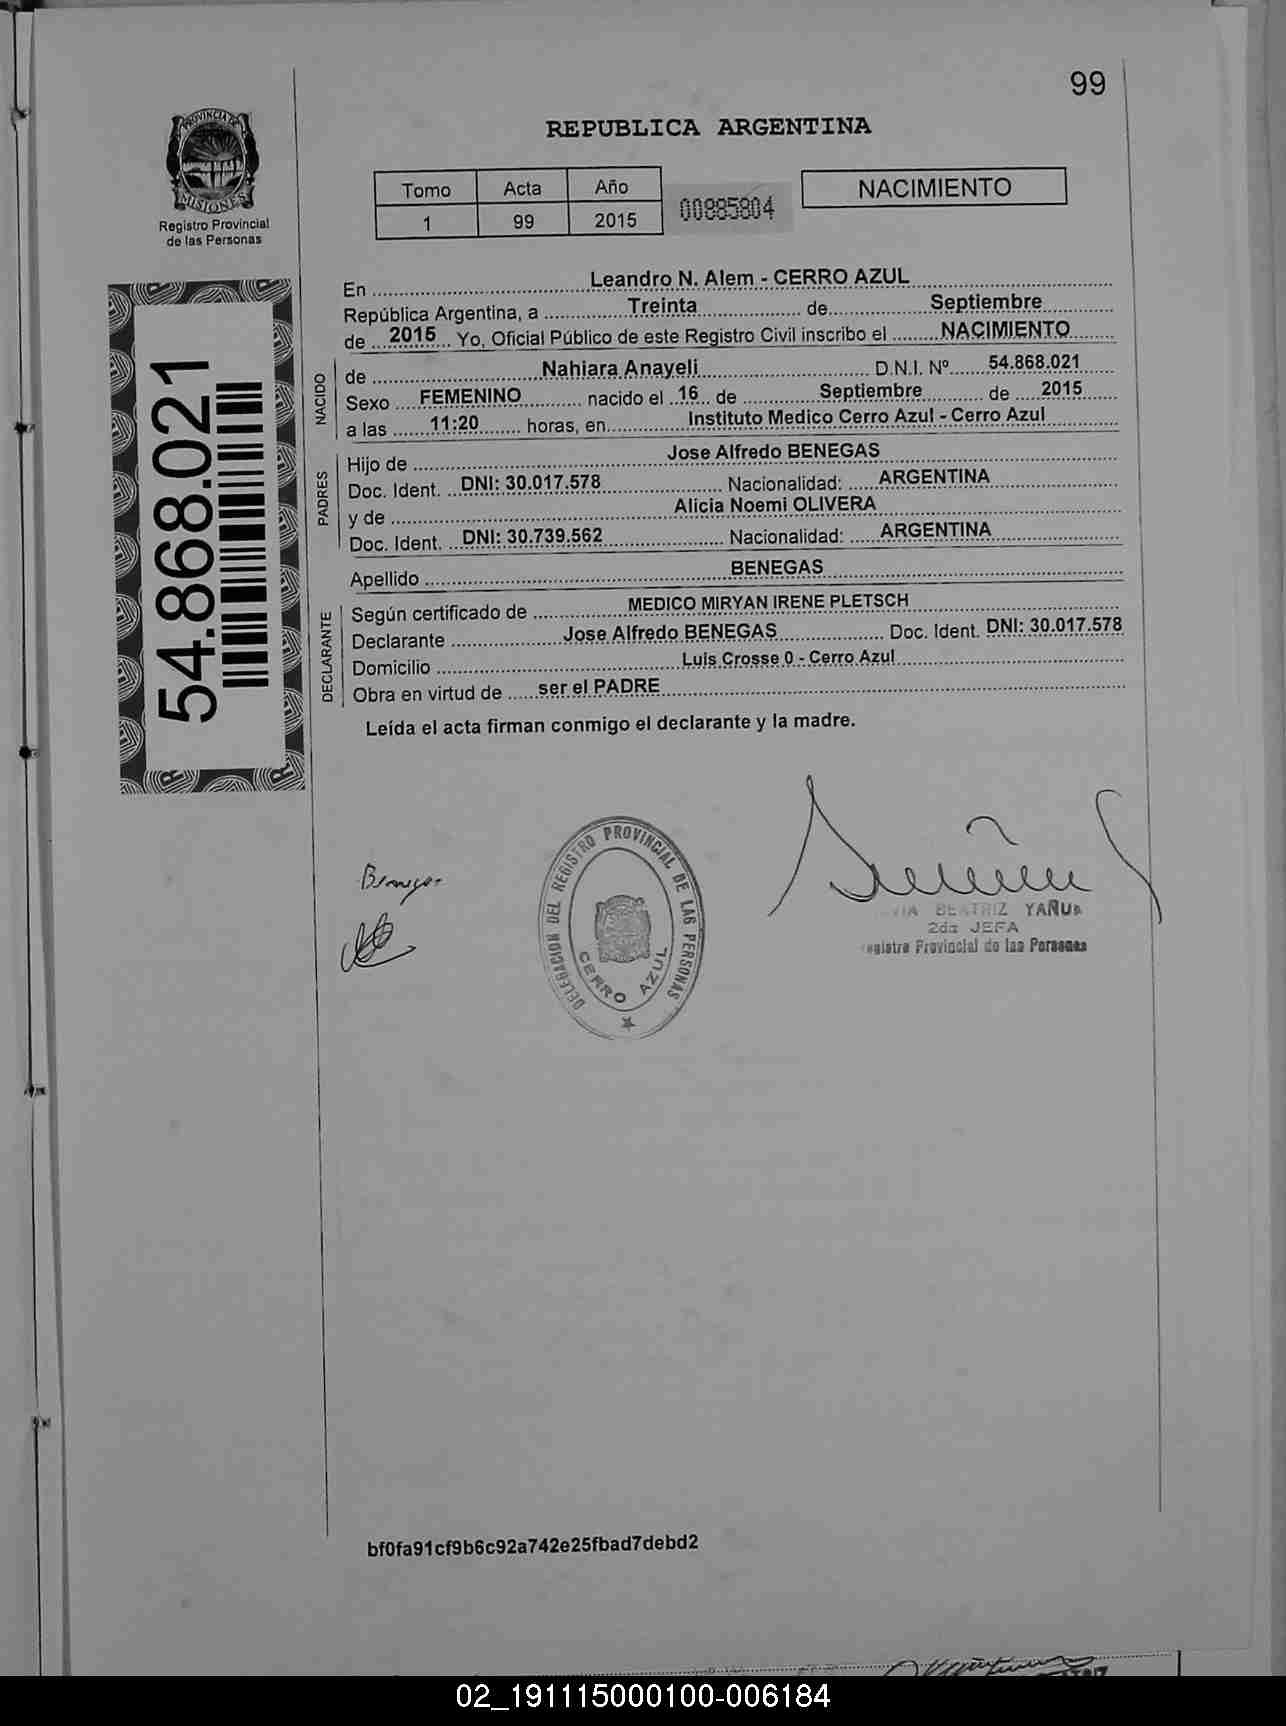 99
PROVINCIA DE
MISIONES
Registro Provincial
de las Personas
REPUBLICA ARGENTINA
Tomo Acta Año
1 99 2015
00885804
NACIMIENTO
54.868.021
En Leandro N. Alem - CERRO AZUL
República Argentina, a Treinta de Septiembre
de 2015 Yo, Oficial Público de este Registro Civil inscribo el NACIMIENTO
NACIDO
de Nahiara Anayeli D.N.I. Nº 54.868.021
Sexo FEMENINO nacido el 16 de Septiembre de 2015
a las 11:20 horas, en Instituto Medico Cerro Azul - Cerro Azul
PADRES
Hijo de Jose Alfredo BENEGAS
Doc. Ident. DNI: 30.017.578 Nacionalidad: ARGENTINA
y de Alicia Noemi OLIVERA
Doc. Ident. DNI: 30.739.562 Nacionalidad: ARGENTINA
Apellido BENEGAS
DECLARANTE
Según certificado de MEDICO MIRYAN IRENE PLETSCH
Declarante Jose Alfredo BENEGAS Doc. Ident. DNI: 30.017.578
Domicilio Luis Crosse 0 - Cerro Azul
Obra en virtud de ser el PADRE
Leída el acta firman conmigo el declarante y la madre.
DELEGACION DEL REGISTRO PROVINCIAL DE LAS PERSONAS
CERRO AZUL
BEATRIZ
2da JEFA
Provincial de las Personas
bf0fa91cf9b6c92a742e25fbad7debd2
02_191115000100-006184